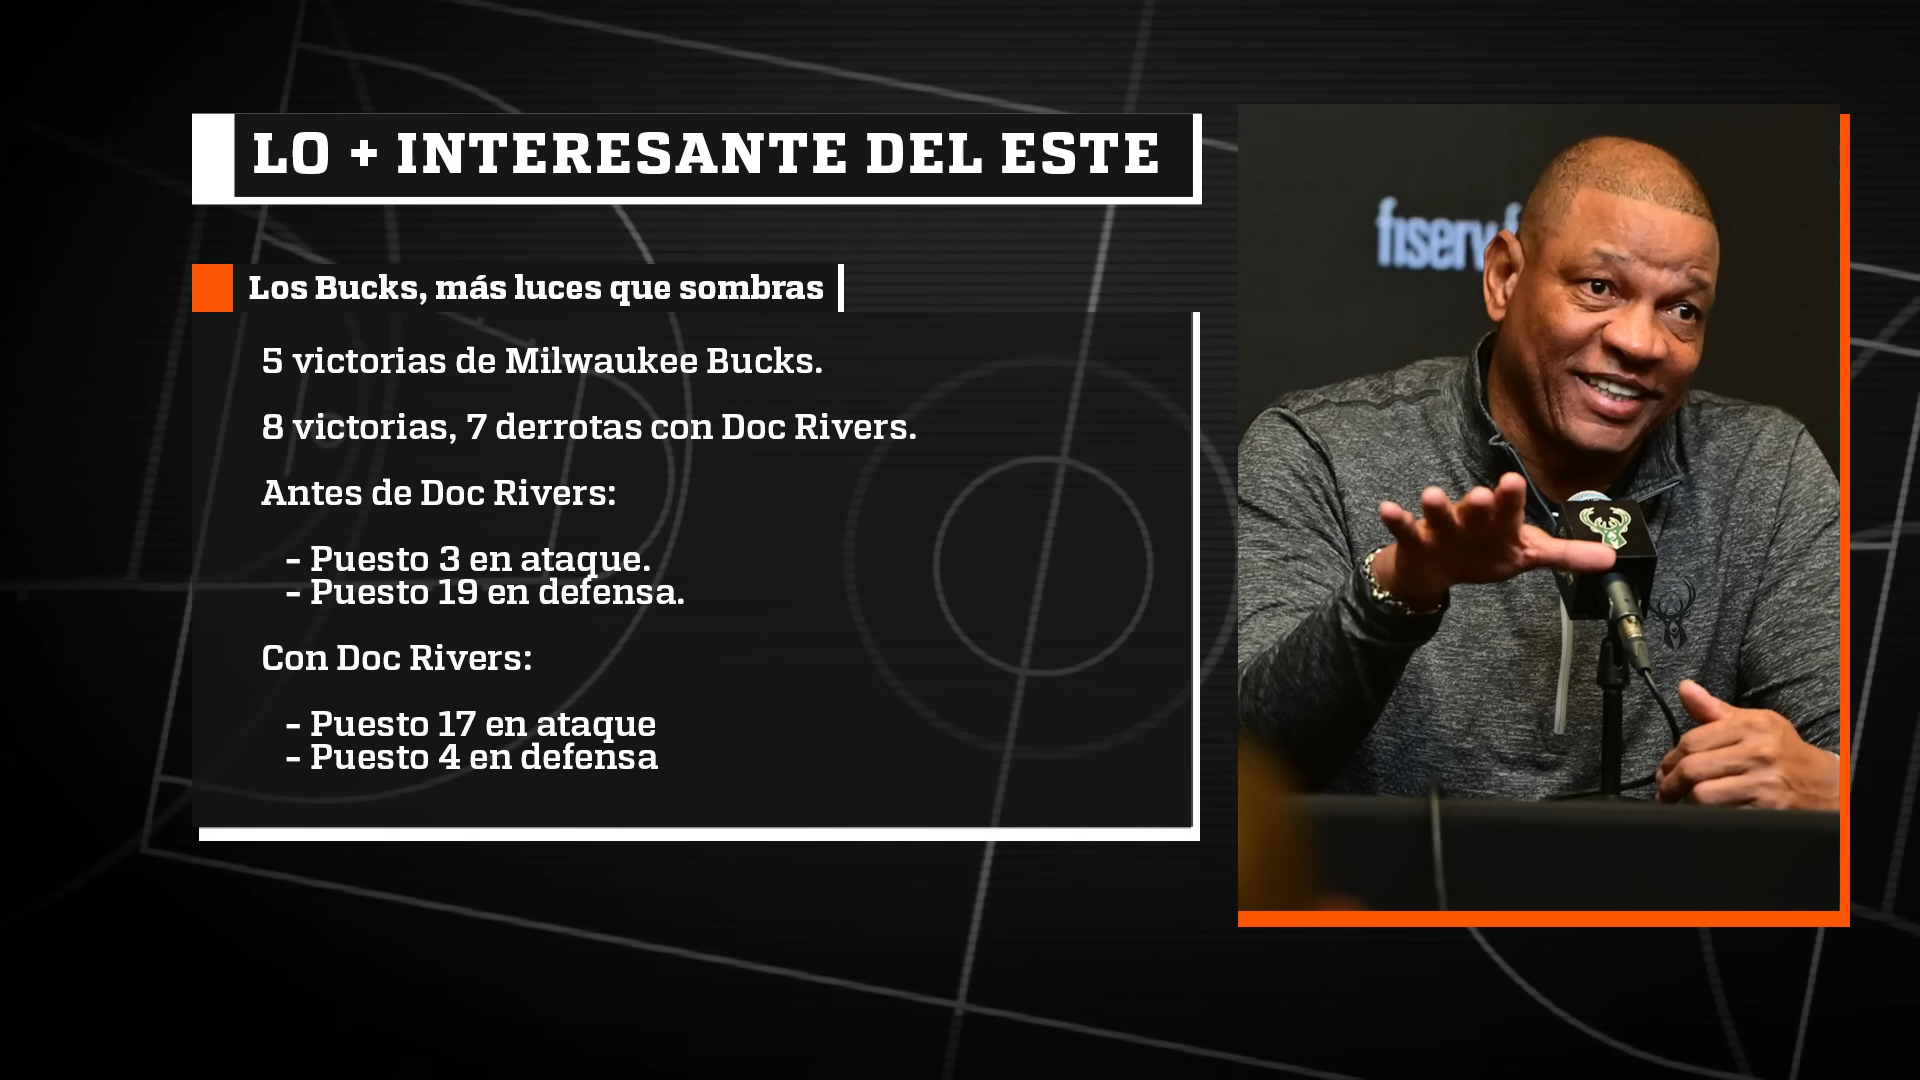 LO + INTERESANTE DEL ESTE
Los Bucks, más luces que sombras
5 victorias de Milwaukee Bucks.
8 victorias, 7 derrotas con Doc Rivers.
Antes de Doc Rivers:
- Puesto 3 en ataque.
- Puesto 19 en defensa.
Con Doc Rivers:
- Puesto 17 en ataque
- Puesto 4 en defensa
fiserv.